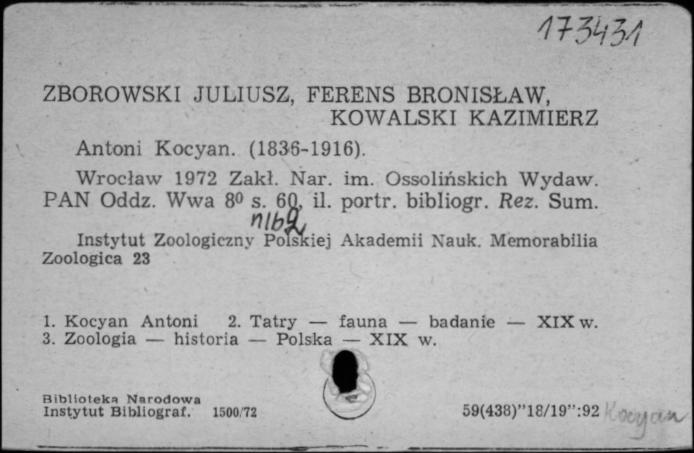 173431
ZBOROWSKI JULIUSZ, FERENS BRONISŁAW,
KOWALSKI KAZIMIERZ
Antoni Kocyan. (1836-1916).
Wrocław 1972 Zakł. Nar. im. Ossolińskich Wydaw.
PAN Oddz. Wwa 8⁰ s. 60, il. portr. bibliogr. Rez. Sum.
nlb2
Instytut Zoologiczny Polskiej Akademii Nauk. Memorabilia
Zoologica 23
1. Kocyan Antoni 2. Tatry — fauna — badanie — XIX w.
3. Zoologia — historia — Polska — XIX w.
Biblioteka Narodowa
Instytut Bibliograf. 1500/72
59(438)"18/19":92 Kocyan